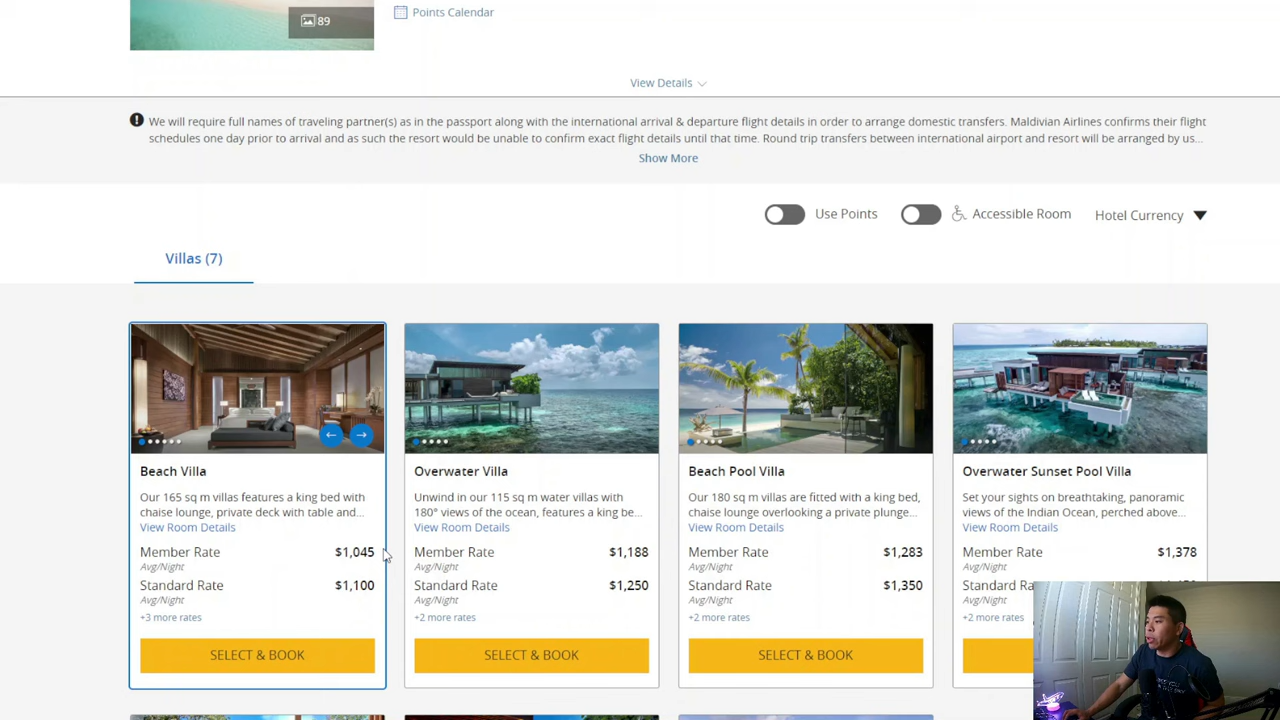 89
Points Calendar
View Details
We will require full names of traveling partner(s) as in the passport along with the international arrival & departure flight details in order to arrange domestic transfers. Maldivian Airlines confirms their flight
schedules one day prior to arrival and as such the resort would be unable to confirm exact flight details until that time. Round trip transfers between international airport and resort will be arranged by us...
Show More
Use Points
Accessible Room
Hotel Currency
Villas (7)
Beach Villa
Our 165 sq m villas features a king bed with
chaise lounge, private deck with table and...
View Room Details
Member Rate $1,045
Avg/Night
Standard Rate $1,100
Avg/Night
+3 more rates
SELECT & BOOK
Overwater Villa
Unwind in our 115 sq m water villas with
180° views of the ocean, features a king be...
View Room Details
Member Rate $1,188
Avg/Night
Standard Rate $1,250
Avg/Night
+2 more rates
SELECT & BOOK
Beach Pool Villa
Our 180 sq m villas are fitted with a king bed,
chaise lounge overlooking a private plunge...
View Room Details
Member Rate $1,283
Avg/Night
Standard Rate $1,350
Avg/Night
+2 more rates
SELECT & BOOK
Overwater Sunset Pool Villa
Set your sights on breathtaking, panoramic
views of the Indian Ocean, perched above...
View Room Details
Member Rate $1,378
Avg/Night
Standard Rate
Avg/Night
+2 more rates